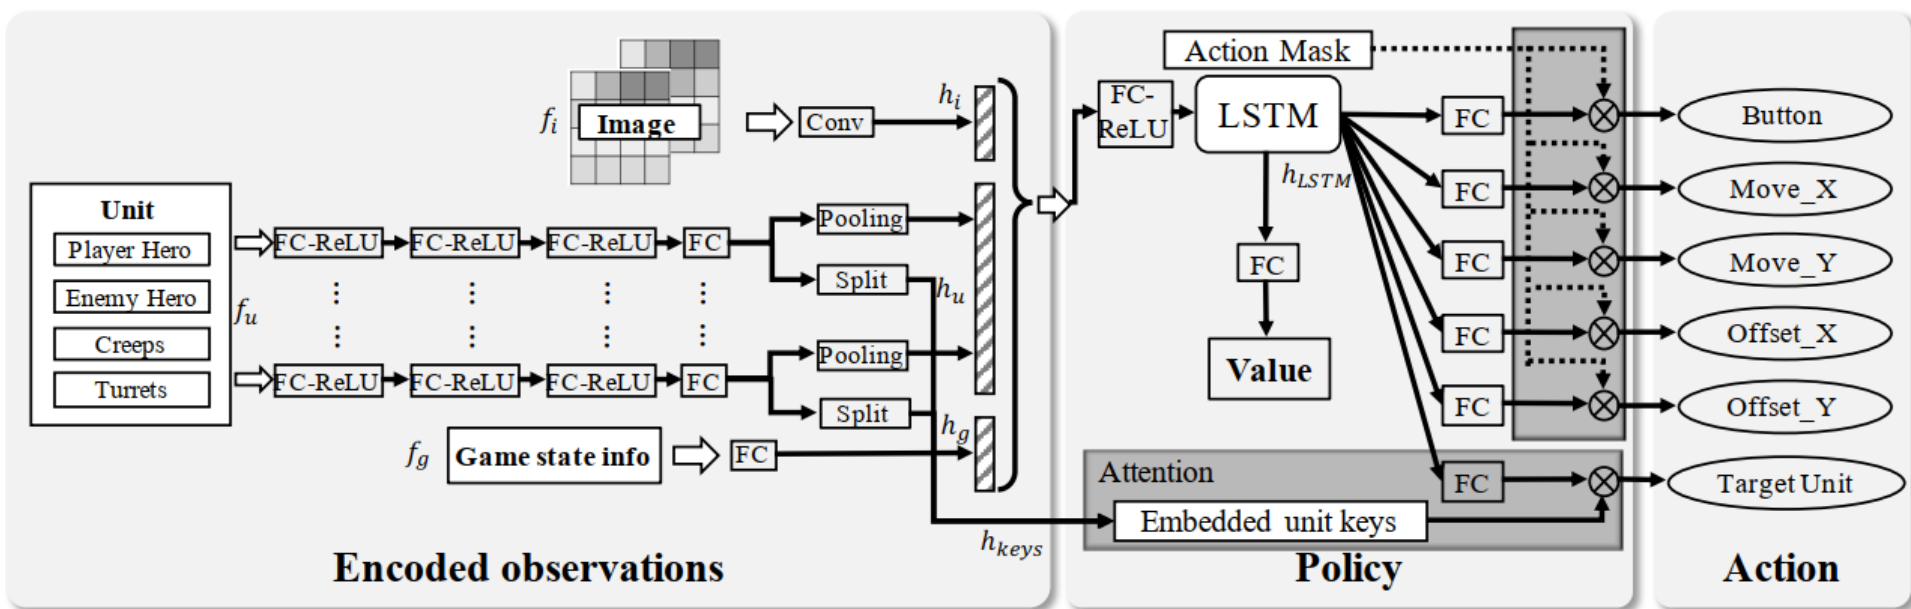 f_i
Image
Conv
h_i
Unit
Player Hero
Enemy Hero
Creeps
Turrets
f_u
FC-ReLU
FC-ReLU
FC-ReLU
FC
Pooling
Split
h_u
⋮
⋮
⋮
⋮
⋮
⋮
⋮
⋮
FC-ReLU
FC-ReLU
FC-ReLU
FC
Pooling
Split
f_g
Game state info
FC
h_g
h_keys
Encoded observations
Action Mask
FC-
ReLU
LSTM
h_LSTM
FC
Value
FC
FC
FC
FC
FC
Attention
FC
Embedded unit keys
Policy
Button
Move_X
Move_Y
Offset_X
Offset_Y
Target Unit
Action